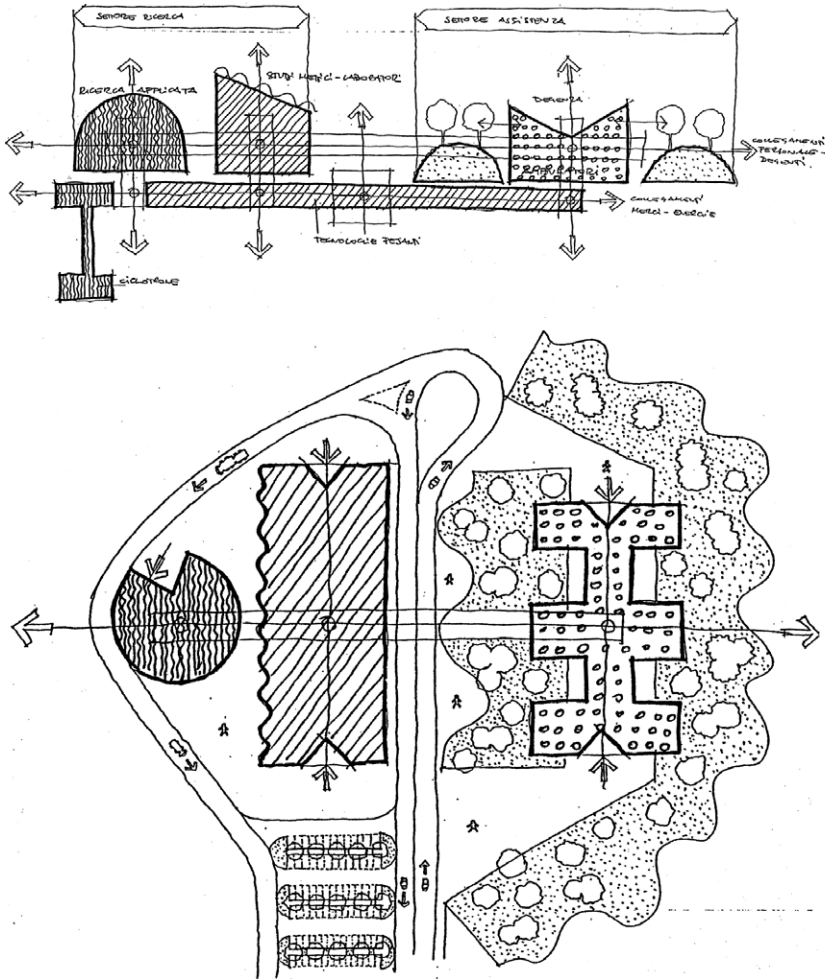 SETTORE RICERCA
SETTORE ASSISTENZA
RICERCA APPLICATA
STUDI MEDICI-LABORATORI
DEGENZA
COLLEGAMENTI
PERSONALE-
DEGENTI.
COLLEGAMENTI
MERCI-ENERGIE
TECNOLOGIE PESANTI
CICLOTRONE